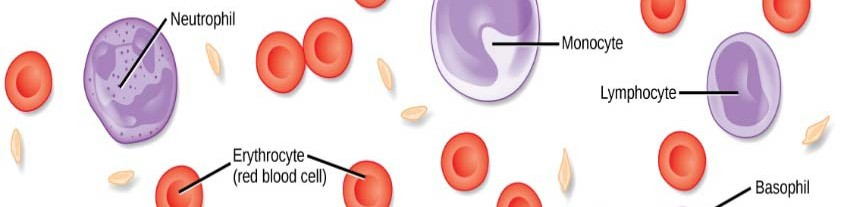 Neutrophil
Monocyte
Lymphocyte
Erythrocyte
(red blood cell)
Basophil